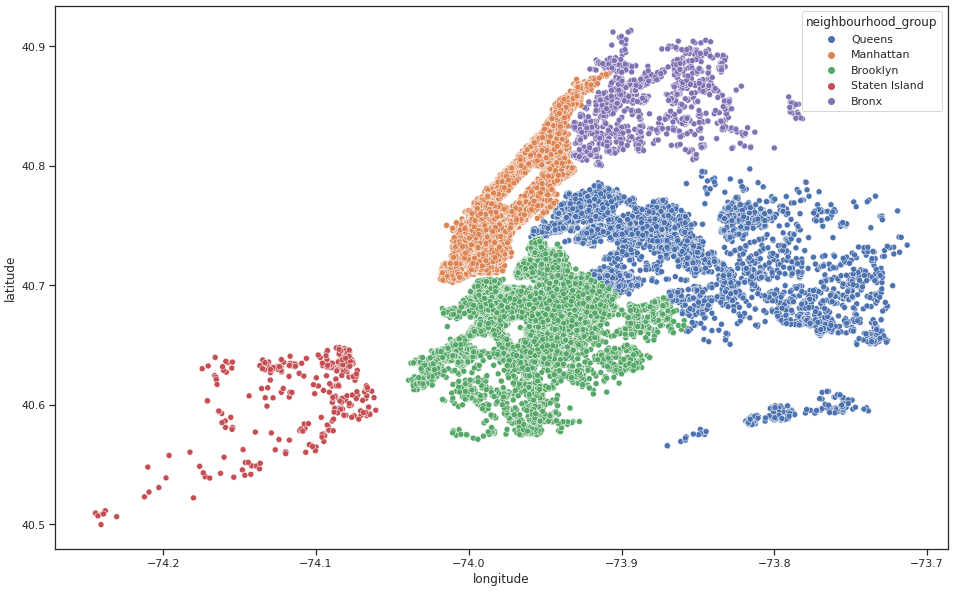 neighbourhood_group
Queens
Manhattan
Brooklyn
Staten Island
Bronx
latitude
40.9
40.8
40.7
40.6
40.5
−74.2 −74.1 −74.0 −73.9 −73.8 −73.7
longitude